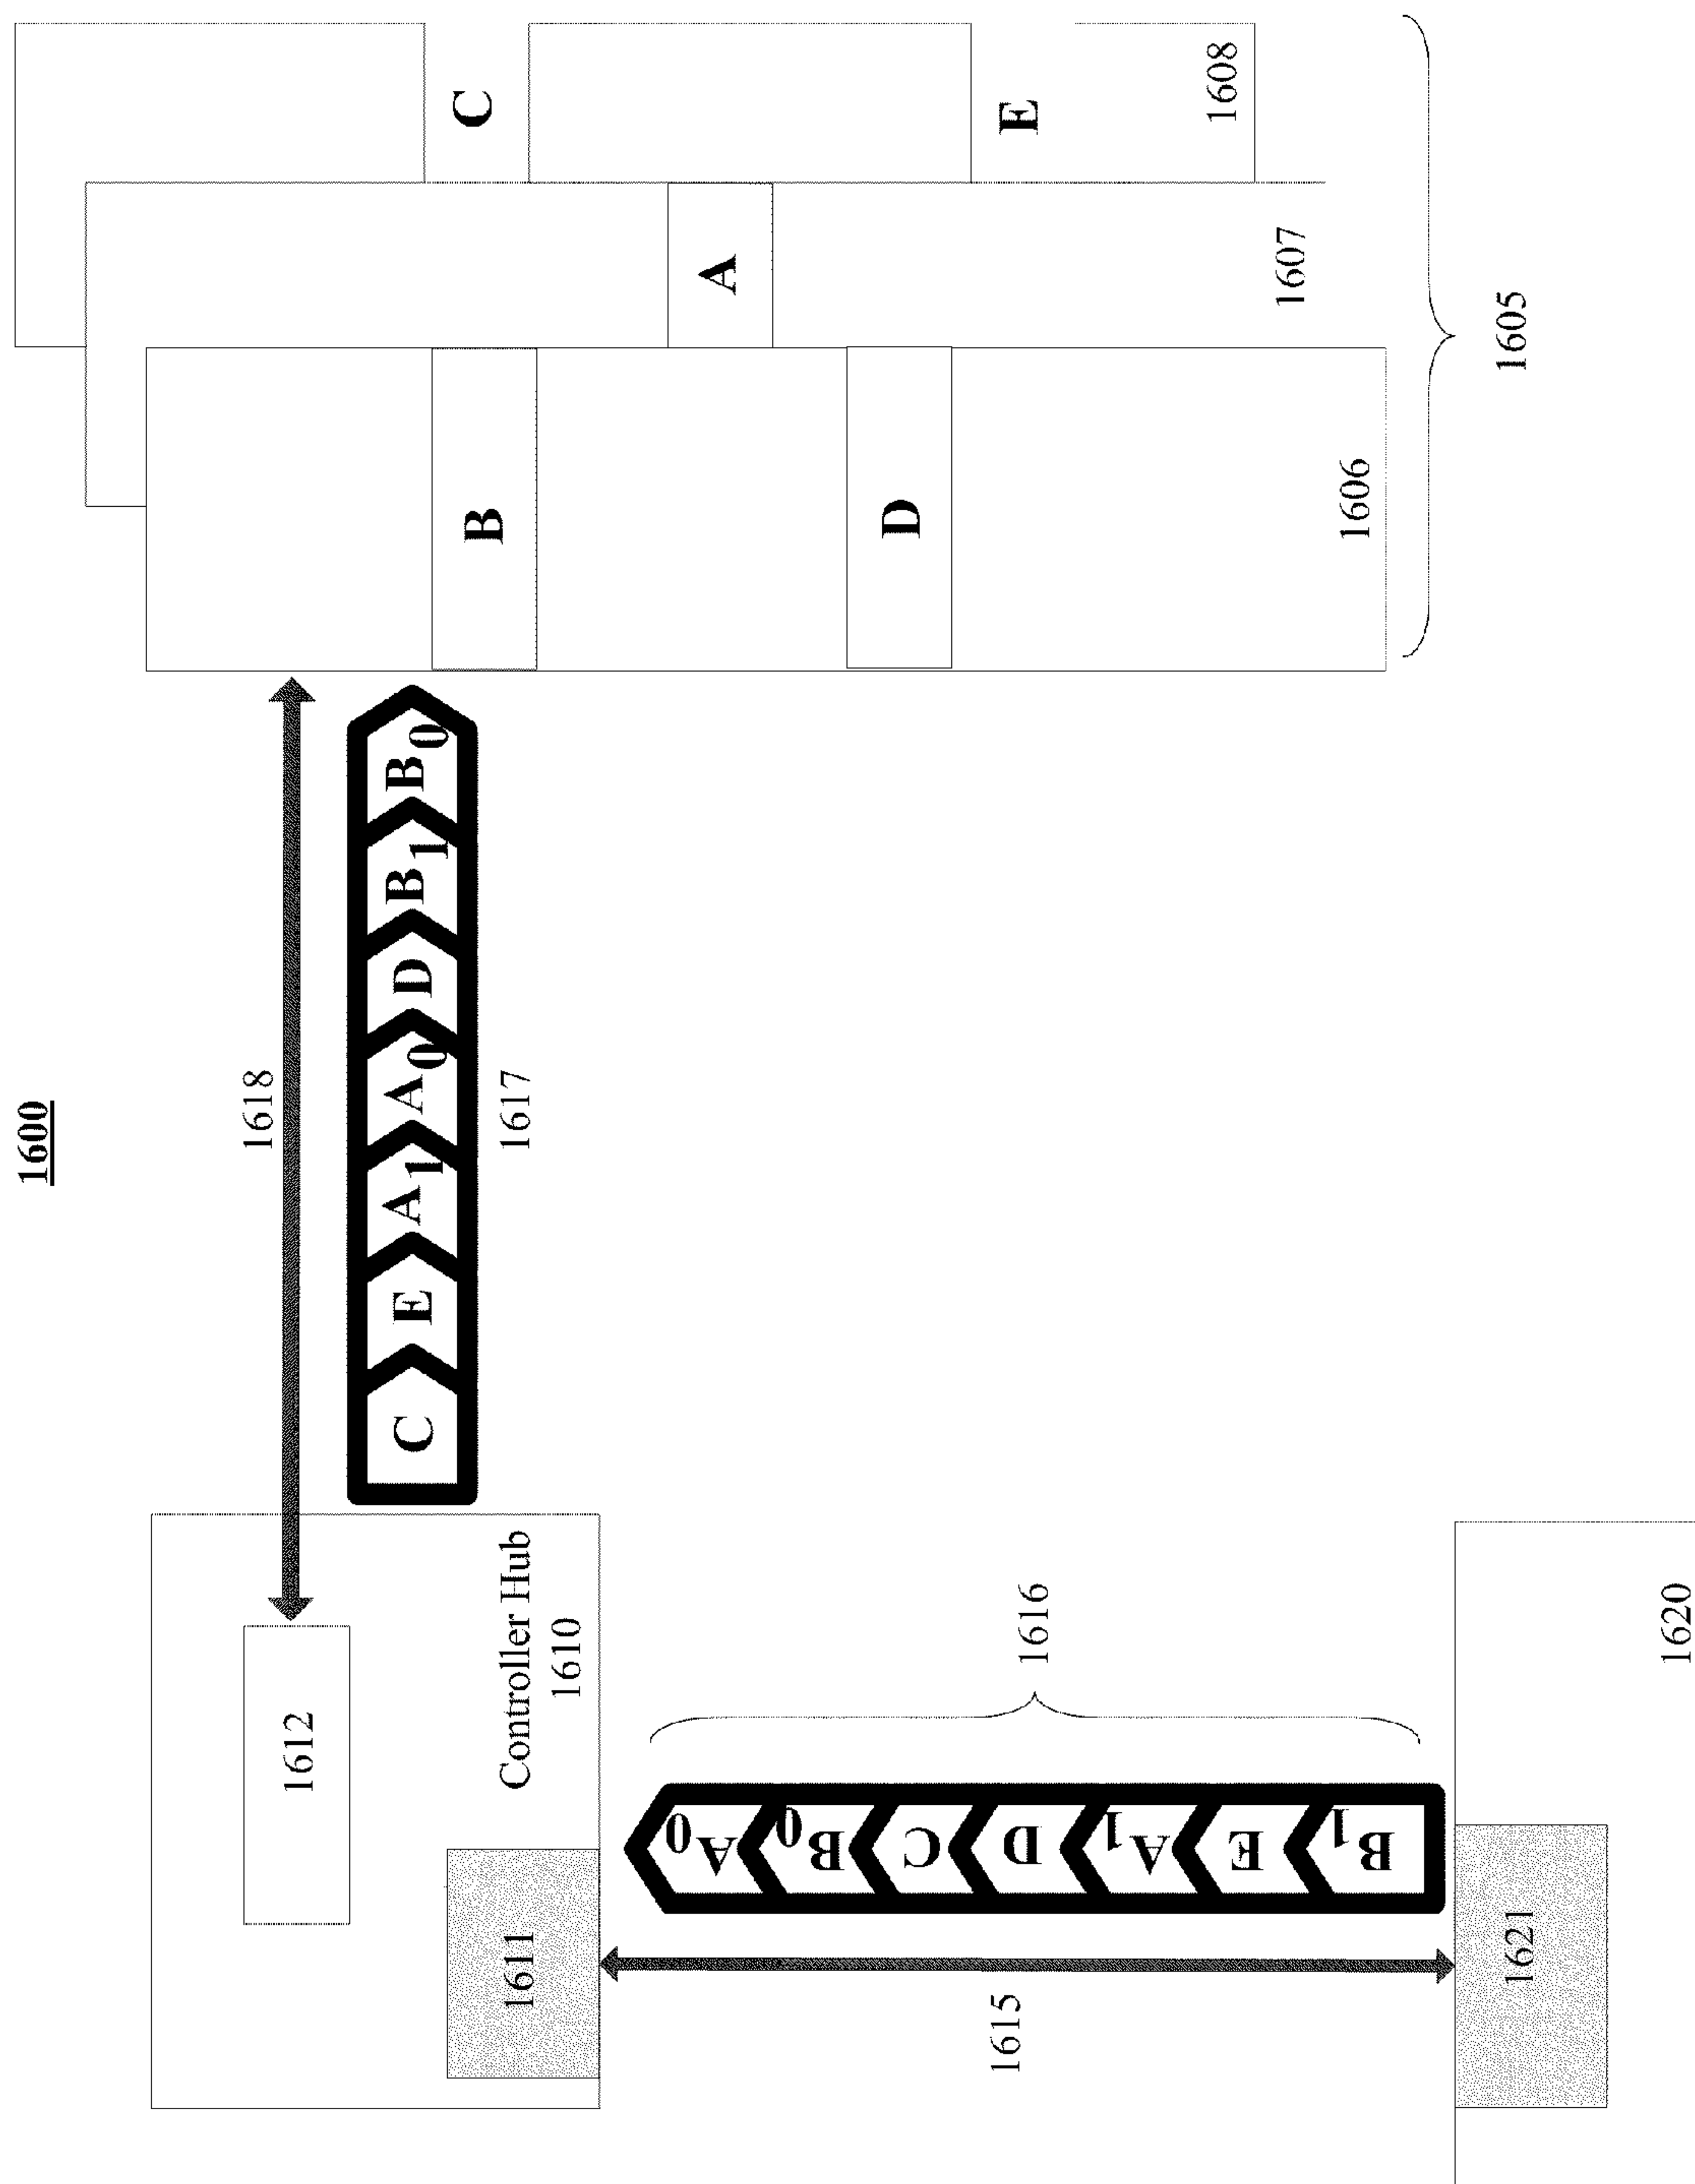 1600
1618
1612
C E A1 A0 D B1 B0
1617
Controller Hub
1610
1611
B
C
A
D
E
1608
1607
1606
1605
1615
A0
B0
C
D
A1
E
B1
1616
1621
1620